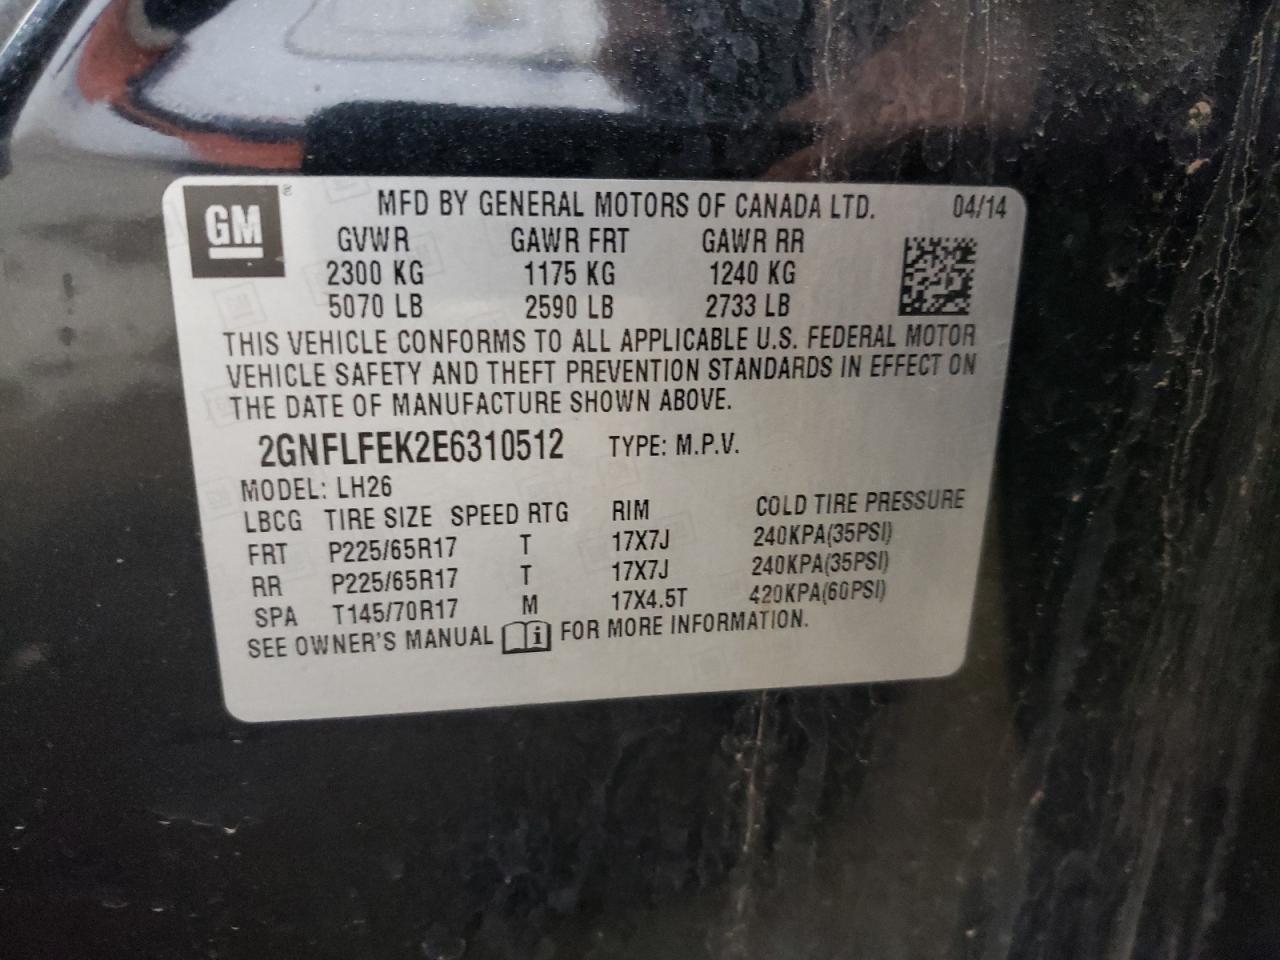 GM ®
MFD BY GENERAL MOTORS OF CANADA LTD. 04/14
GVWR GAWR FRT GAWR RR
2300 KG 1175 KG 1240 KG
5070 LB 2590 LB 2733 LB
THIS VEHICLE CONFORMS TO ALL APPLICABLE U.S. FEDERAL MOTOR
VEHICLE SAFETY AND THEFT PREVENTION STANDARDS IN EFFECT ON
THE DATE OF MANUFACTURE SHOWN ABOVE.
2GNFLFEK2E6310512 TYPE: M.P.V.
MODEL: LH26
LBCG TIRE SIZE SPEED RTG RIM COLD TIRE PRESSURE
FRT P225/65R17 T 17X7J 240KPA(35PSI)
RR P225/65R17 T 17X7J 240KPA(35PSI)
SPA T145/70R17 M 17X4.5T 420KPA(60PSI)
SEE OWNER'S MANUAL i FOR MORE INFORMATION.